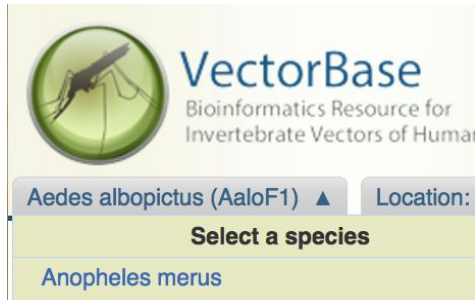 VectorBase
Bioinformatics Resource for
Invertebrate Vectors of Human
Aedes albopictus (AaloF1) ▲ Location:
Select a species
Anopheles merus